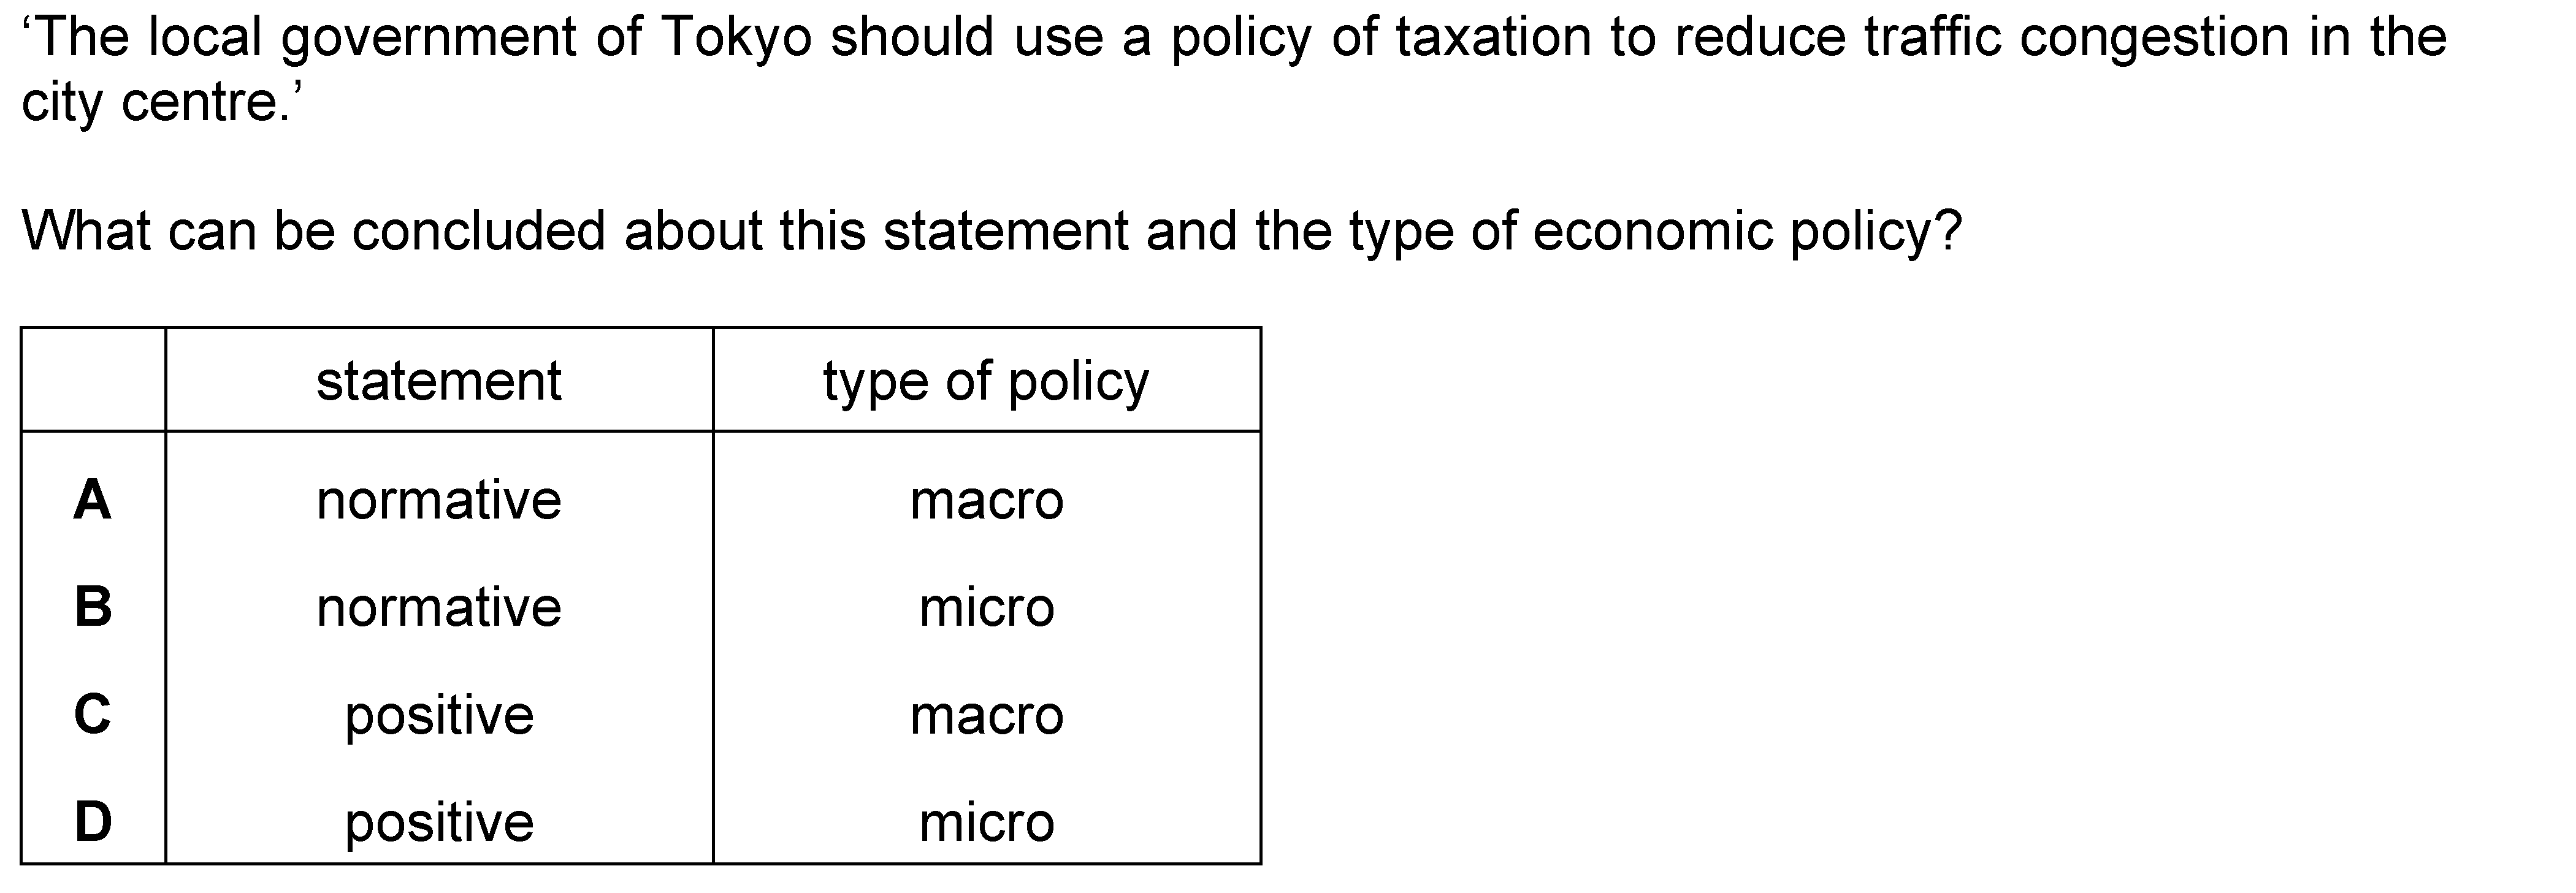 ‘The local government of Tokyo should use a policy of taxation to reduce traffic congestion in the
city centre.’
What can be concluded about this statement and the type of economic policy?
statement type of policy
A normative macro
B normative micro
C positive macro
D positive micro